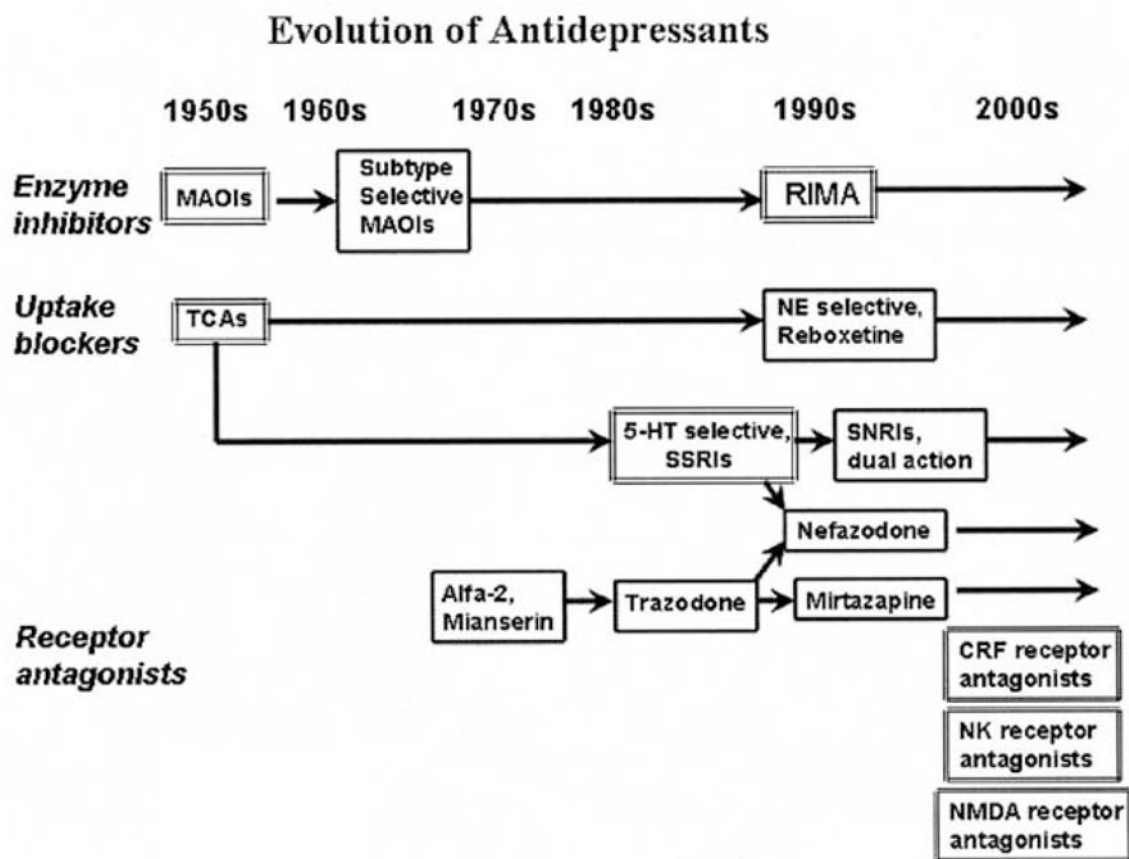 Evolution of Antidepressants
1950s 1960s 1970s 1980s 1990s 2000s
Enzyme
inhibitors
MAOIs
Subtype
Selective
MAOIs
RIMA
Uptake
blockers
TCAs
NE selective,
Reboxetine
5-HT selective,
SSRIs
SNRIs,
dual action
Nefazodone
Receptor
antagonists
Alfa-2,
Mianserin
Trazodone
Mirtazapine
CRF receptor
antagonists
NK receptor
antagonists
NMDA receptor
antagonists